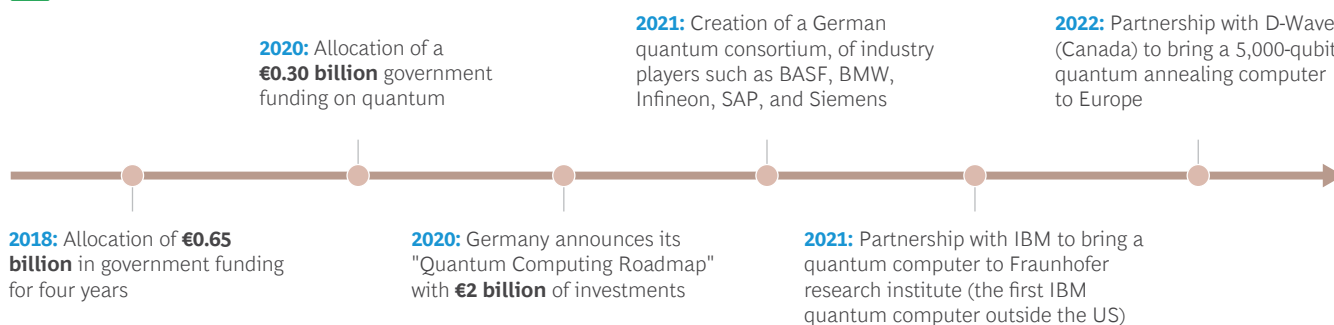 2020: Allocation of a
€0.30 billion government
funding on quantum
2021: Creation of a German
quantum consortium, of industry
players such as BASF, BMW,
Infineon, SAP, and Siemens
2022: Partnership with D-Wave
(Canada) to bring a 5,000-qubit
quantum annealing computer
to Europe
2018: Allocation of €0.65
billion in government funding
for four years
2020: Germany announces its
"Quantum Computing Roadmap"
with €2 billion of investments
2021: Partnership with IBM to bring a
quantum computer to Fraunhofer
research institute (the first IBM
quantum computer outside the US)